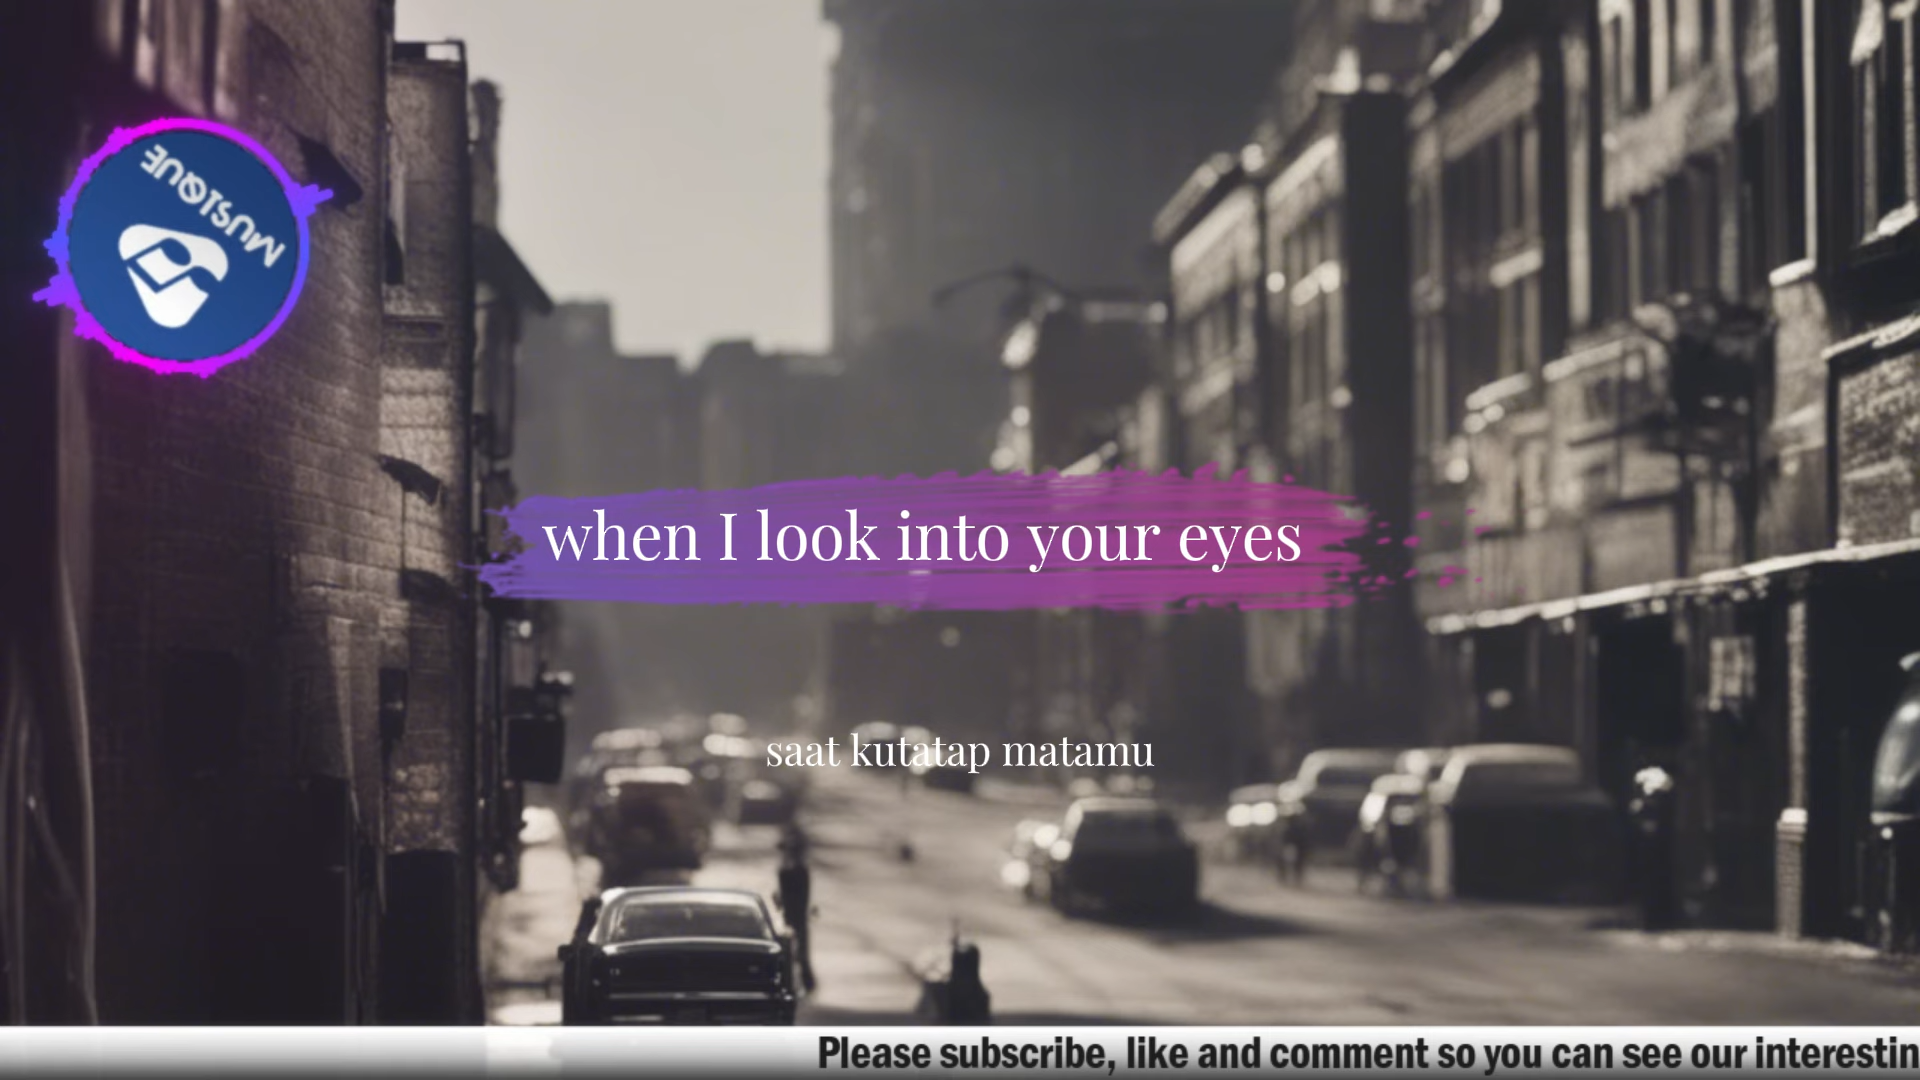 MUSIQUE
when I look into your eyes
saat kutatap matamu
Please subscribe, like and comment so you can see our interestin